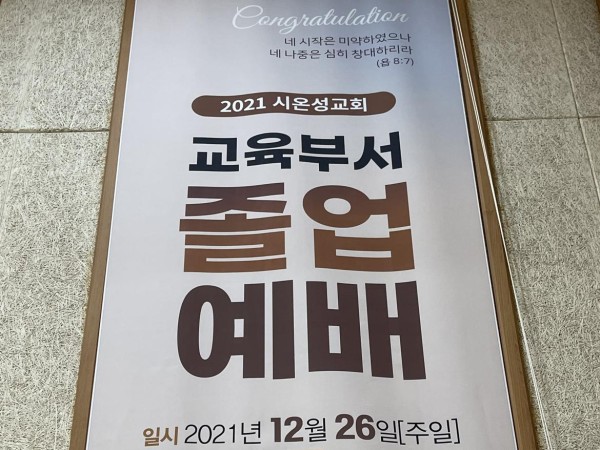 Congratulation
네 시작은 미약하였으나
네 나중은 심히 창대하리라
(욥 8:7)
2021 시온성교회
교육부서
졸업
예배
일시 2021년 12월 26일[주일]